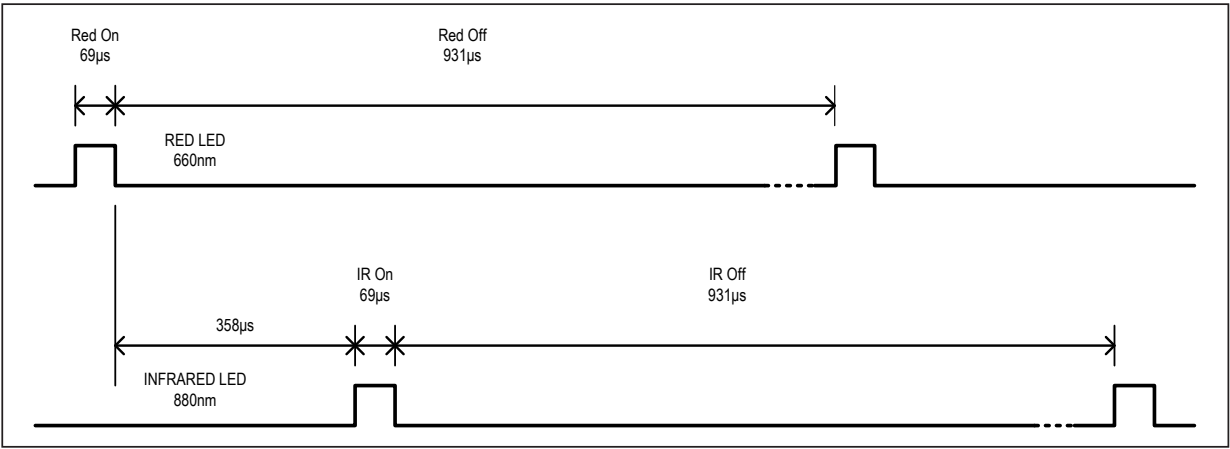 Red On
69µs
Red Off
931µs
RED LED
660nm
IR On
69µs
IR Off
931µs
358µs
INFRARED LED
880nm